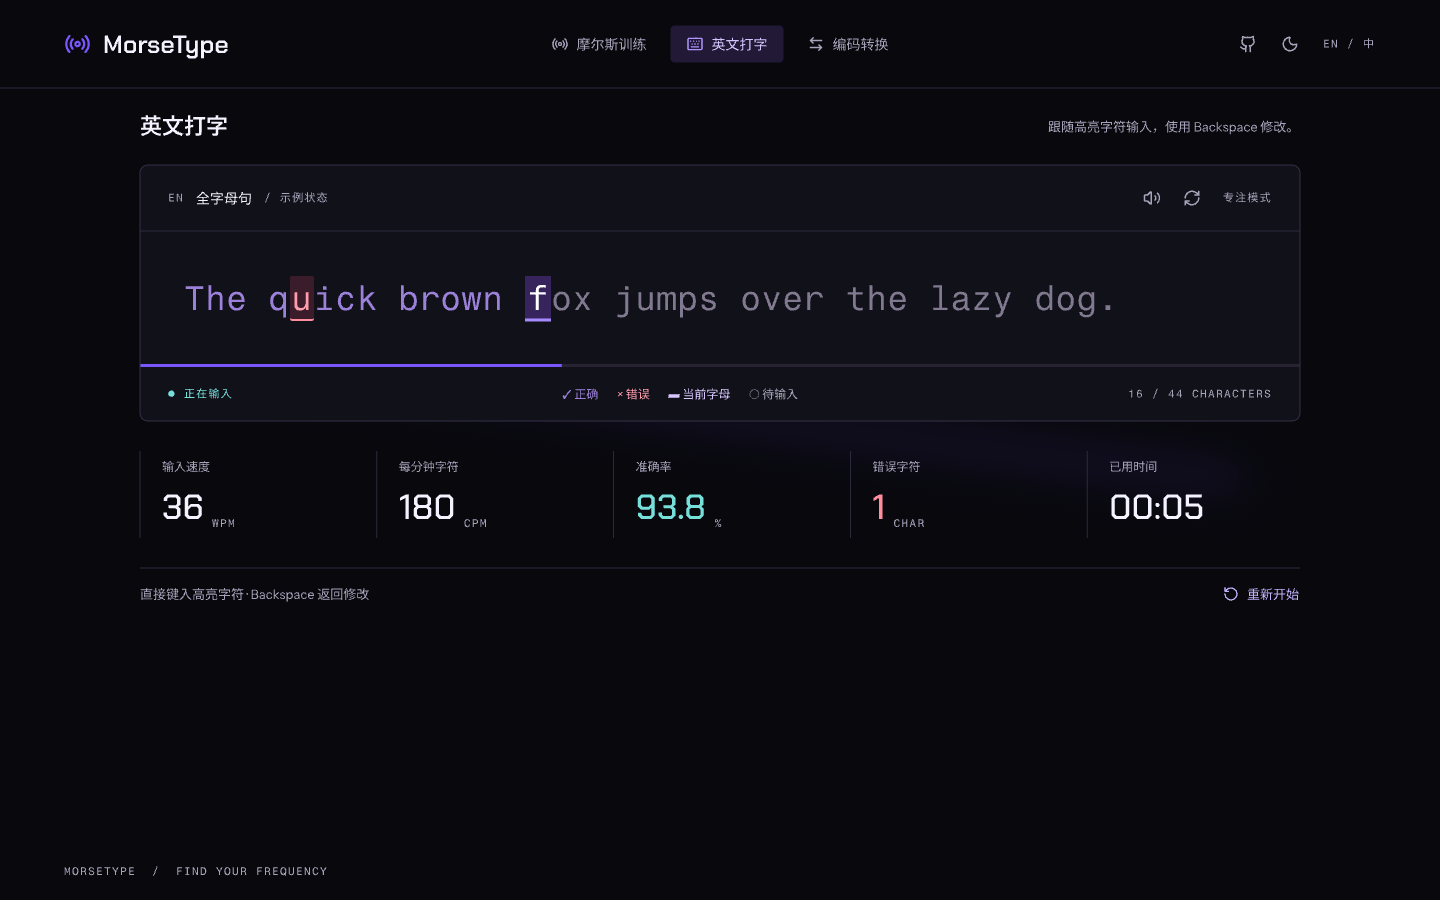 MorseType 摩尔斯训练 英文打字 编码转换 EN / 中
英文打字 跟随高亮字符输入，使用 Backspace 修改。
EN 全字母句 / 示例状态 专注模式
The quick brown fox jumps over the lazy dog.
正在输入 ✓正确 ×错误 ▬当前字母 ○待输入 16 / 44 CHARACTERS
输入速度 每分钟字符 准确率 错误字符 已用时间
36 WPM 180 CPM 93.8 % 1 CHAR 00:05
直接键入高亮字符·Backspace 返回修改 重新开始
MORSETYPE / FIND YOUR FREQUENCY